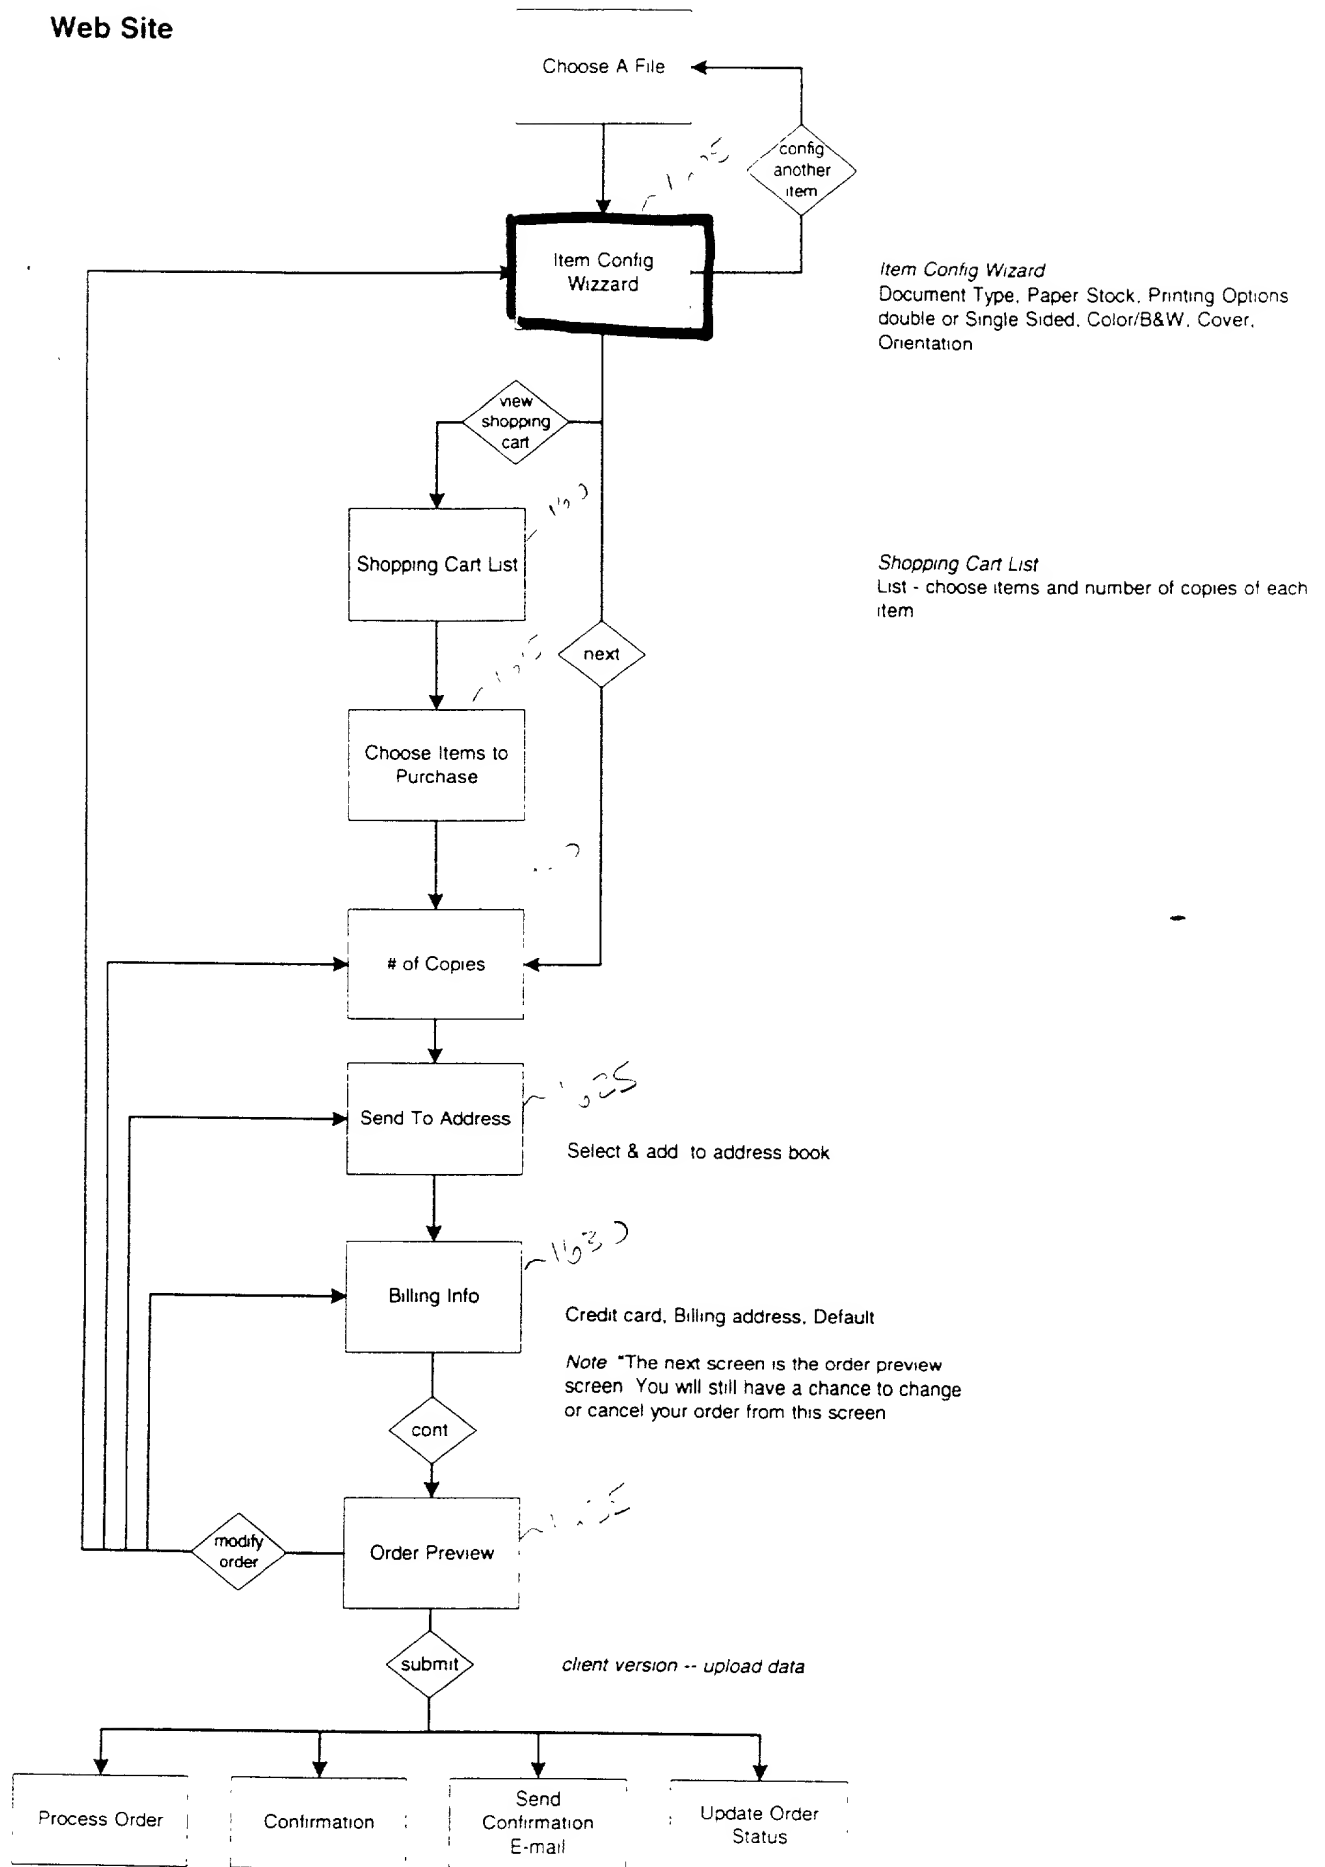 Web Site
Choose A File
config
another
item
Item Config
Wizzard
Item Config Wizard
Document Type, Paper Stock, Printing Options
double or Single Sided, Color/B&W, Cover,
Orientation
view
shopping
cart
Shopping Cart List
Shopping Cart List
List - choose items and number of copies of each
item
next
Choose Items to
Purchase
# of Copies
Send To Address
~1625
Select & add to address book
~1630
Billing Info
Credit card, Billing address, Default
Note "The next screen is the order preview
screen You will still have a chance to change
or cancel your order from this screen
cont
modify
order
Order Preview
submit
client version -- upload data
Process Order
Confirmation
Send
Confirmation
E-mail
Update Order
Status